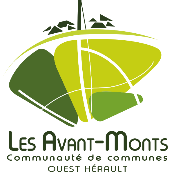 LES AVANT-MONTS
Communauté de communes
OUEST HÉRAULT